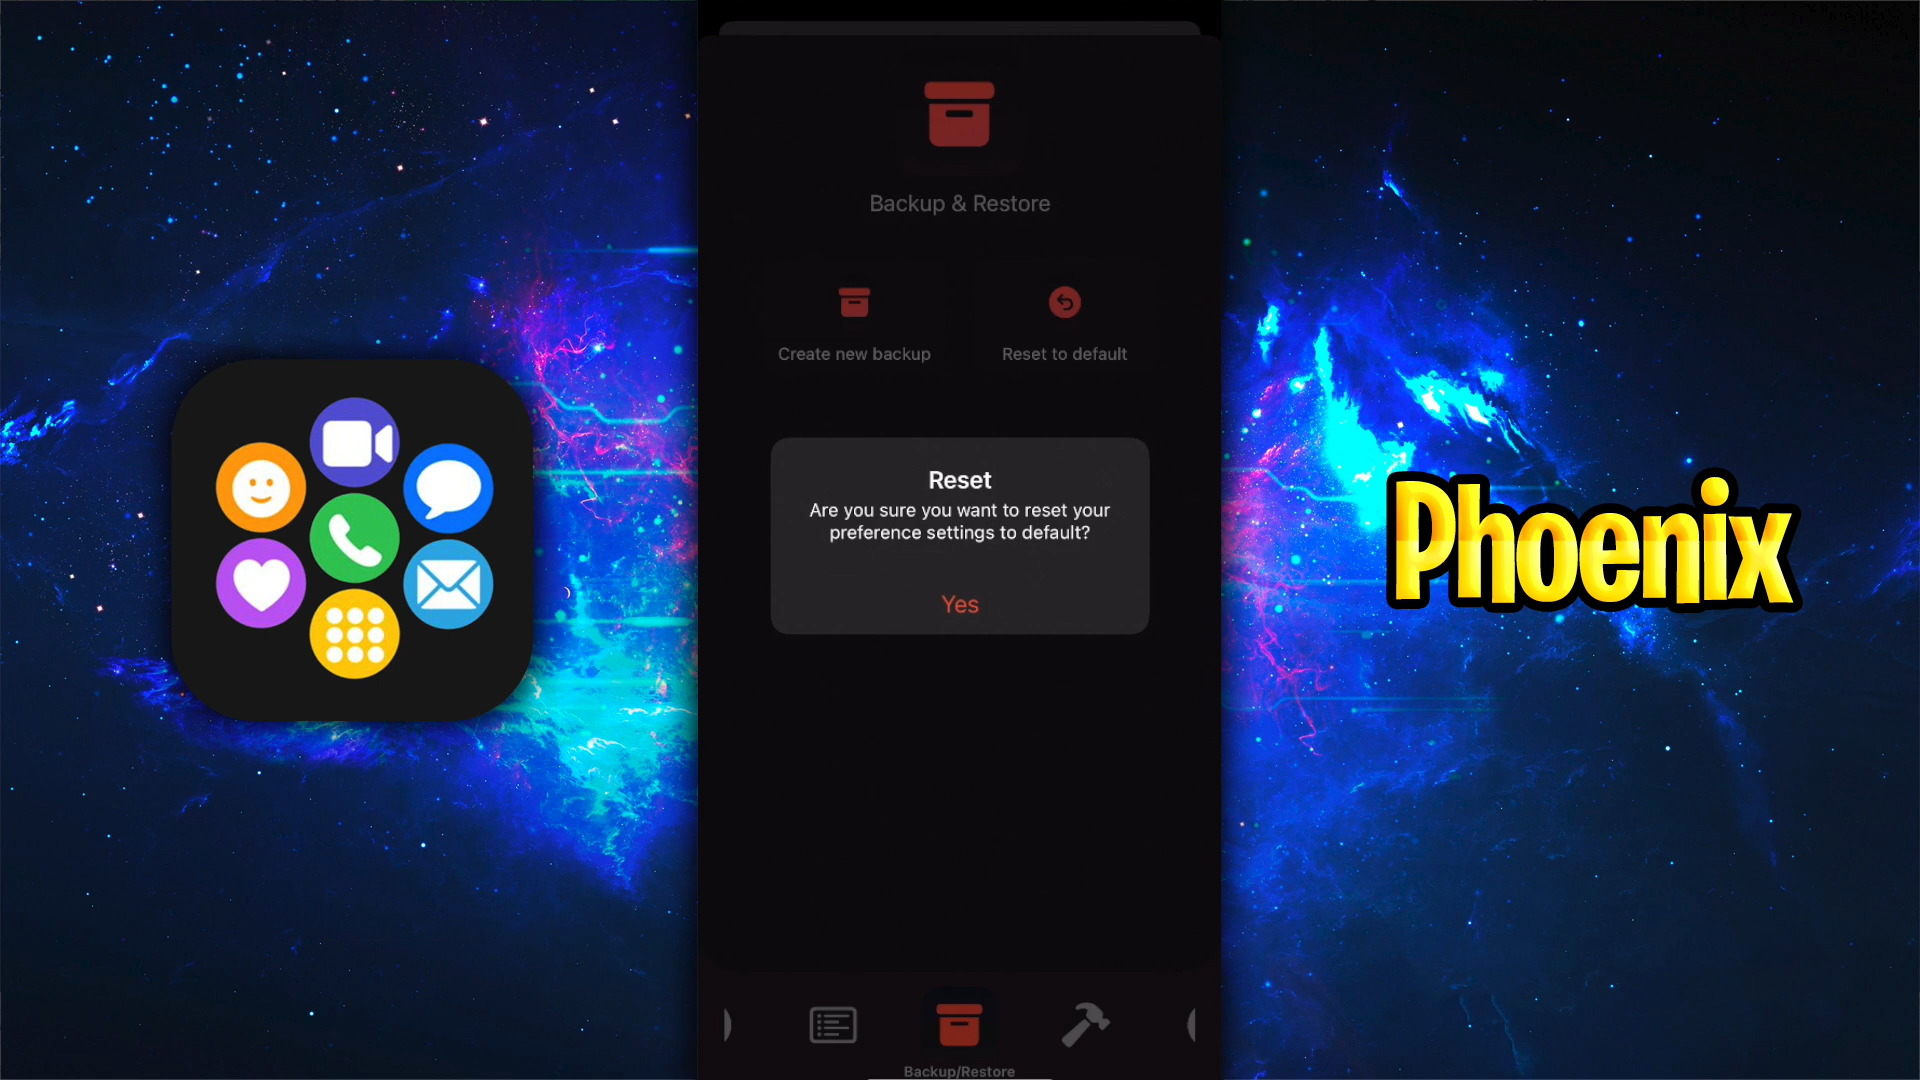 Backup & Restore
Create new backup
Reset to default
Reset
Are you sure you want to reset your
preference settings to default?
Yes
Phoenix
Backup/Restore